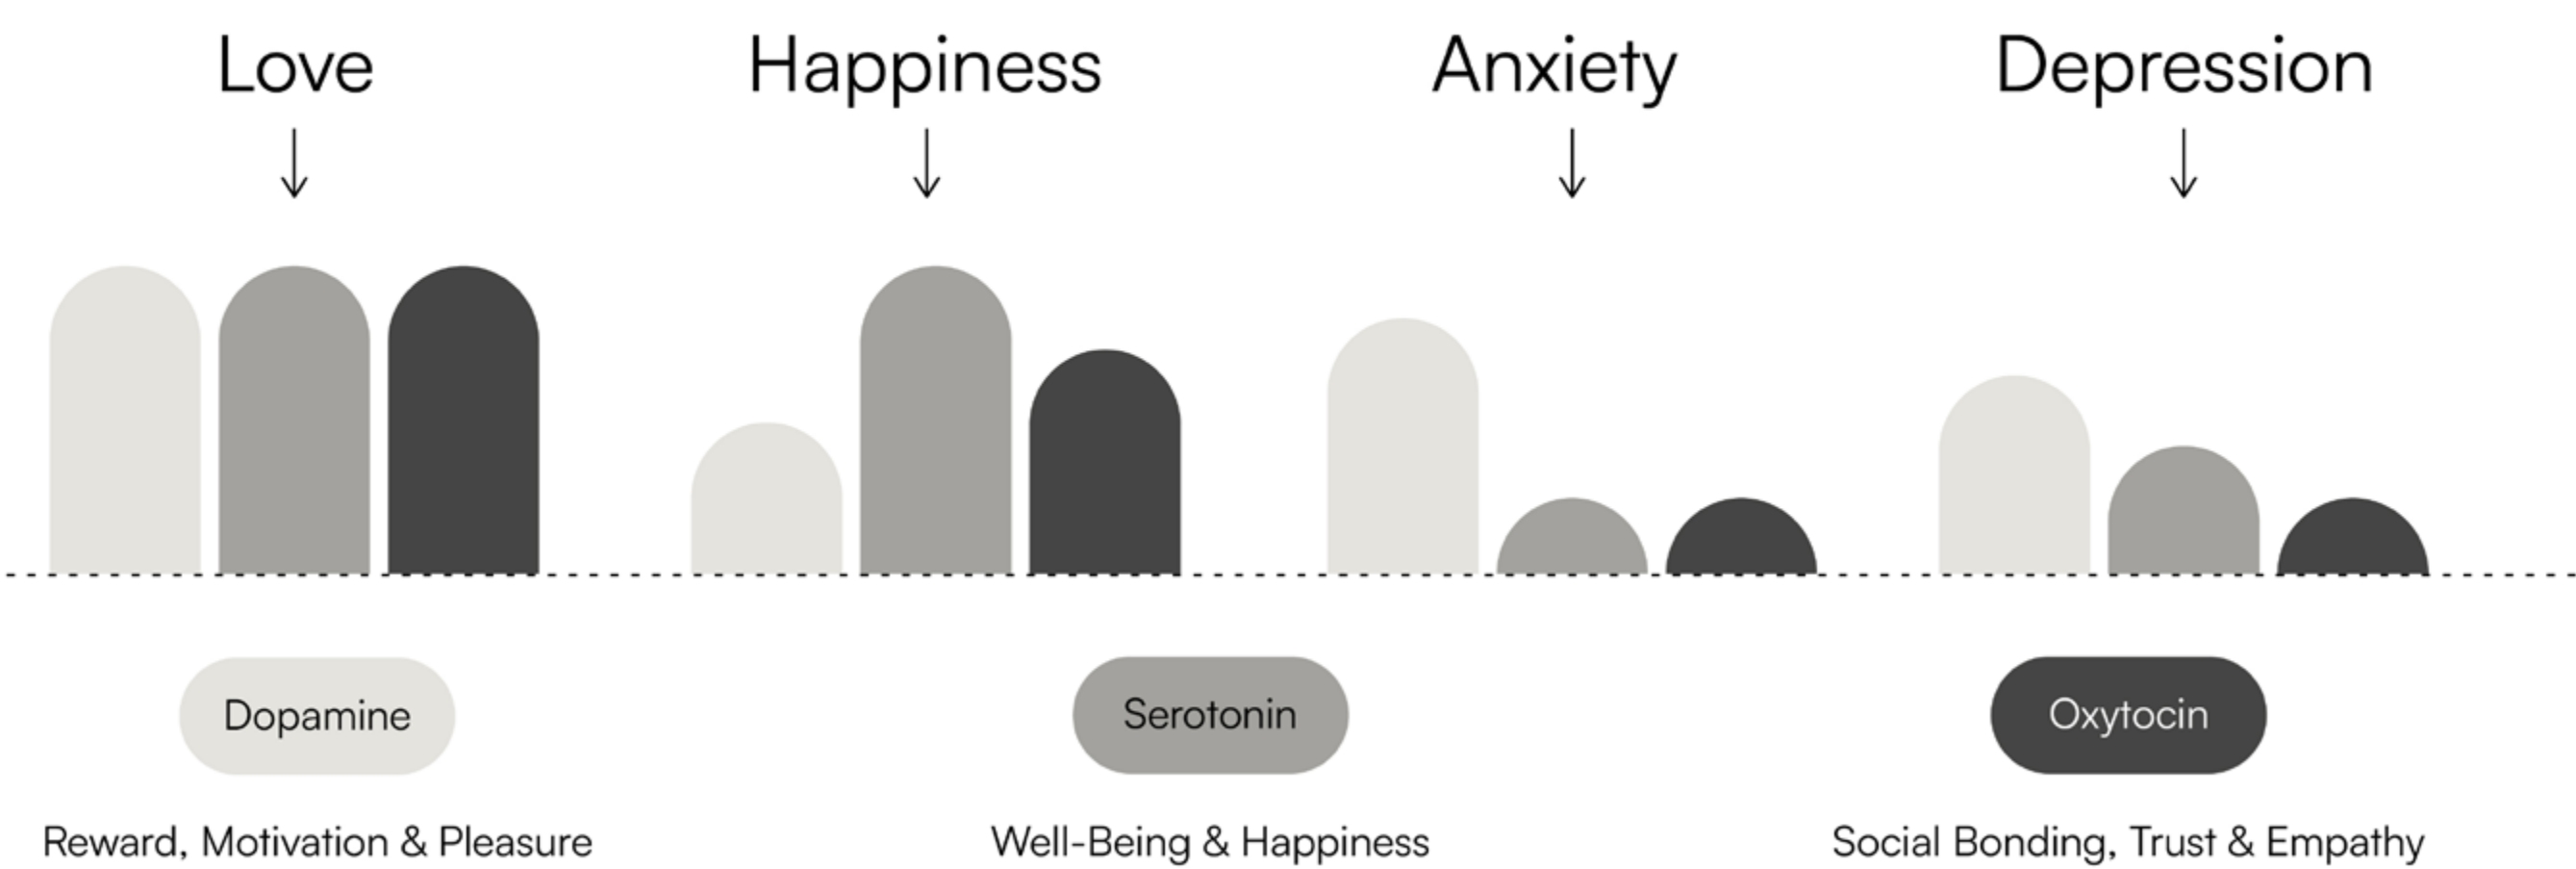 Love
Happiness
Anxiety
Depression
Dopamine
Serotonin
Oxytocin
Reward, Motivation & Pleasure
Well-Being & Happiness
Social Bonding, Trust & Empathy